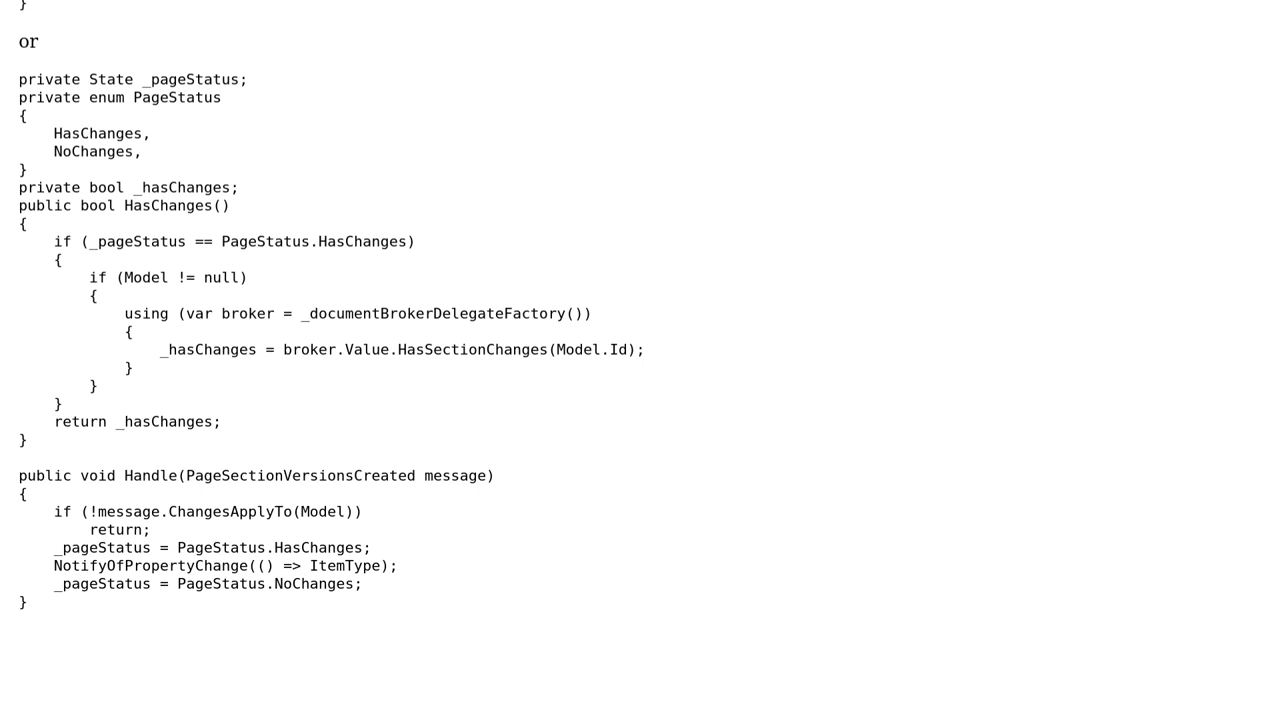 }
or
private State _pageStatus;
private enum PageStatus
{
    HasChanges,
    NoChanges,
}
private bool _hasChanges;
public bool HasChanges()
{
    if (_pageStatus == PageStatus.HasChanges)
    {
        if (Model != null)
        {
            using (var broker = _documentBrokerDelegateFactory())
            {
                _hasChanges = broker.Value.HasSectionChanges(Model.Id);
            }
        }
    }
    return _hasChanges;
}

public void Handle(PageSectionVersionsCreated message)
{
    if (!message.ChangesApplyTo(Model))
        return;
    _pageStatus = PageStatus.HasChanges;
    NotifyOfPropertyChange(() => ItemType);
    _pageStatus = PageStatus.NoChanges;
}